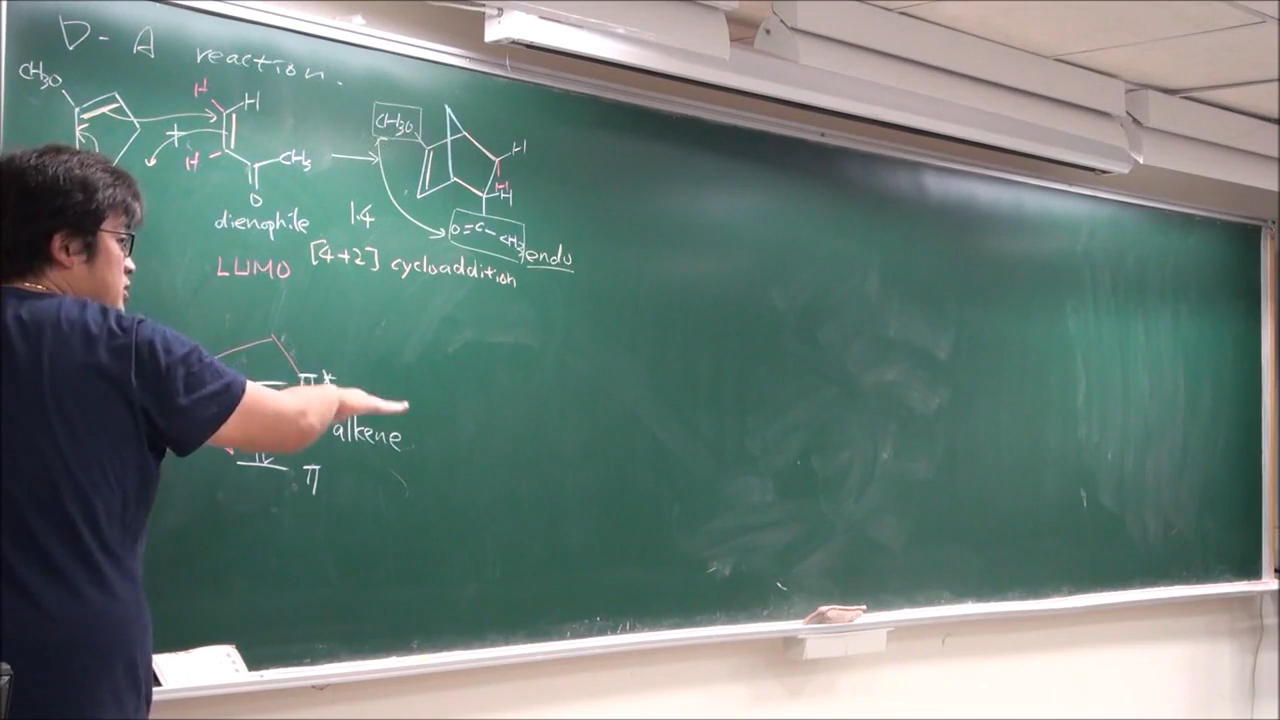 D-A reaction.
CH3O
H
H
H
CH3
O
CH3O
H
H
H
O=C-CH3
endo
dienophile
1.4
LUMO
[4+2] cycloaddition
π*
alkene
π